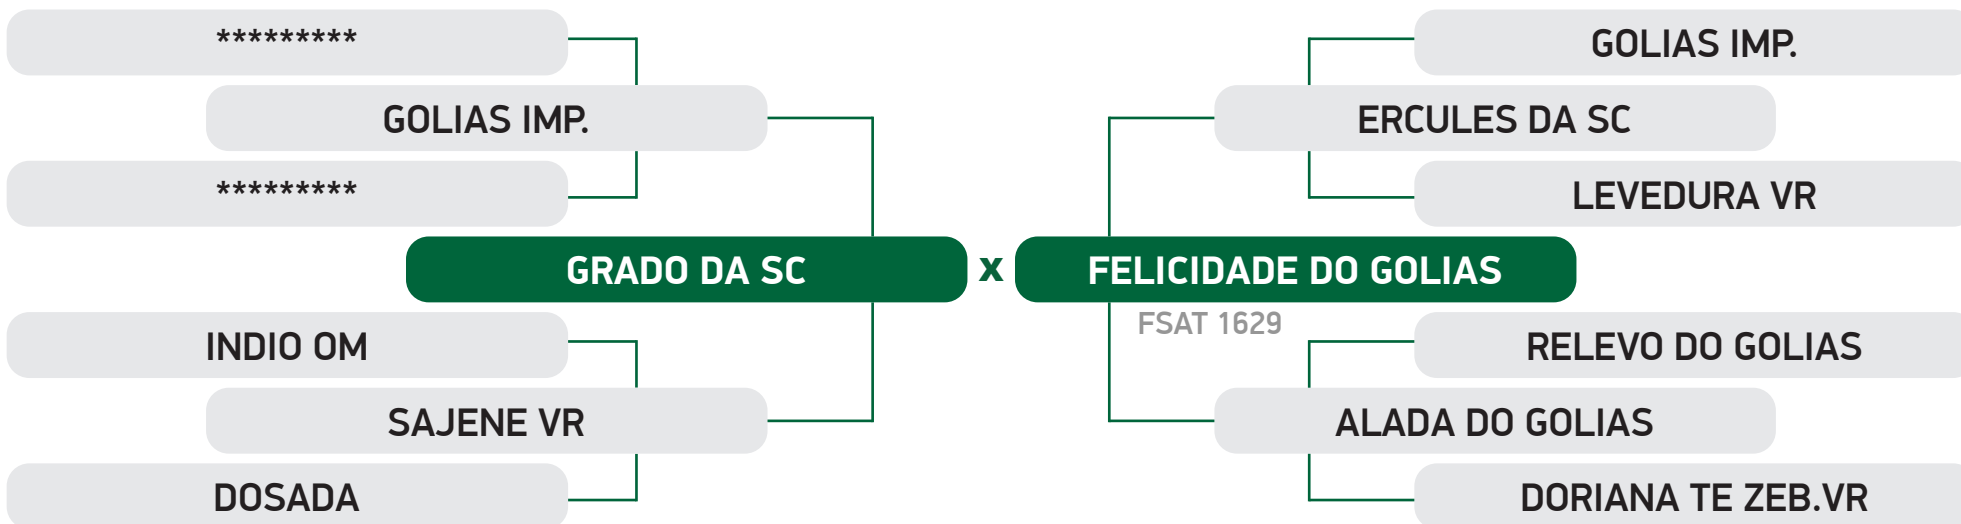 *********
GOLIAS IMP.
GOLIAS IMP.
ERCULES DA SC
*********
LEVEDURA VR
GRADO DA SC x FELICIDADE DO GOLIAS
FSAT 1629
INDIO OM
RELEVO DO GOLIAS
SAJENE VR
ALADA DO GOLIAS
DOSADA
DORIANA TE ZEB.VR